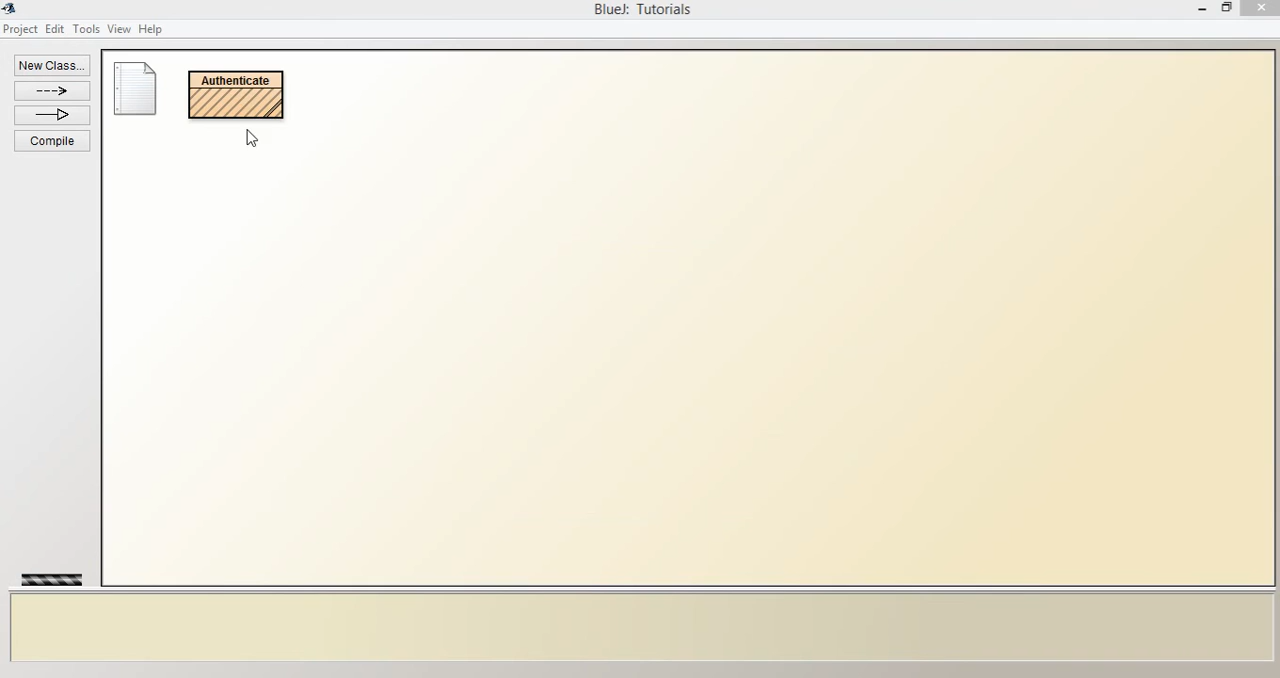 BlueJ: Tutorials
Project Edit Tools View Help
New Class...
Authenticate
Compile